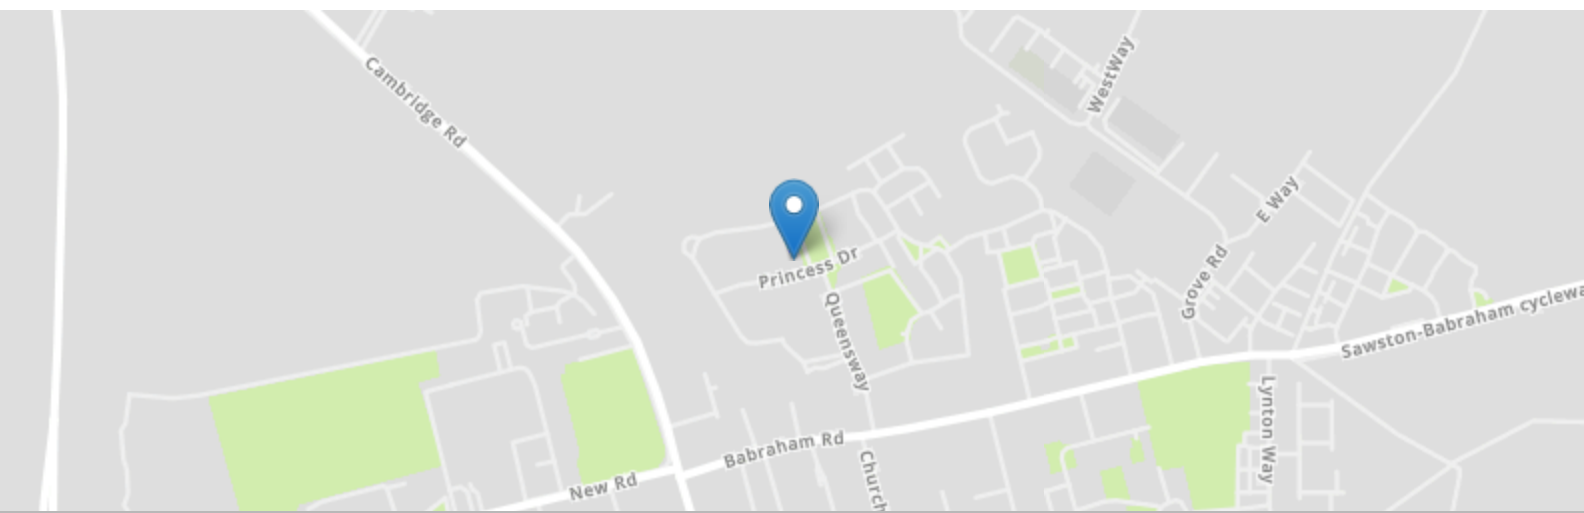 Cambridge Rd
WestWay
E Way
Princess Dr
Grove Rd
Queensway
Sawston-Babraham cyclewa
Lynton Way
Babraham Rd
Church
New Rd